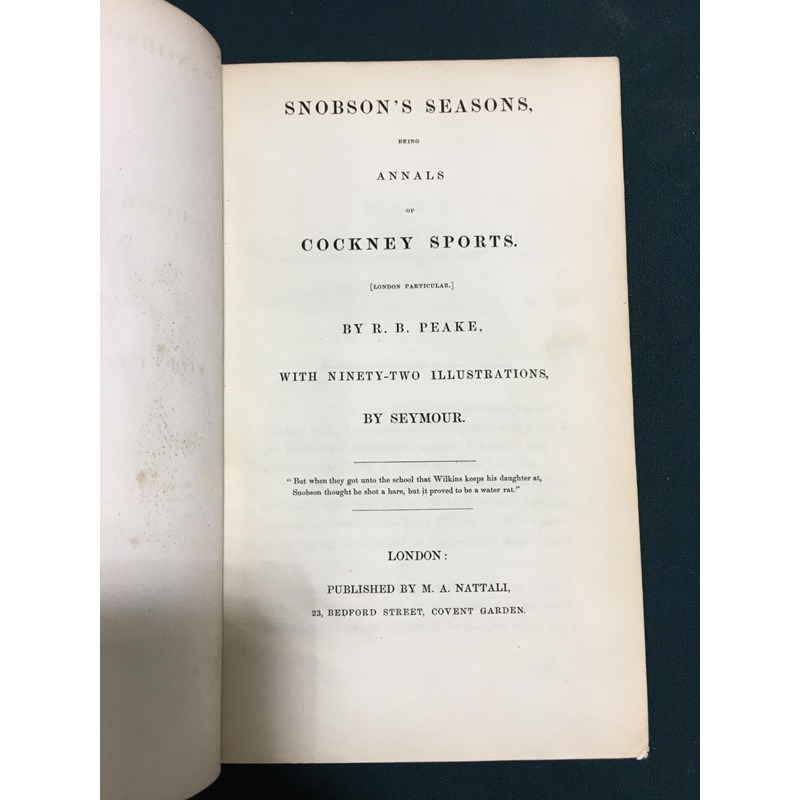 SNOBSON'S SEASONS,
BEING
ANNALS
OF
COCKNEY SPORTS.
[LONDON PARTICULAR.]
BY R. B. PEAKE,
WITH NINETY-TWO ILLUSTRATIONS,
BY SEYMOUR.
"But when they got unto the school that Wilkins keeps his daughter at,
Snobson thought he shot a hare, but it proved to be a water rat."
LONDON:
PUBLISHED BY M. A. NATTALI,
23, BEDFORD STREET, COVENT GARDEN.